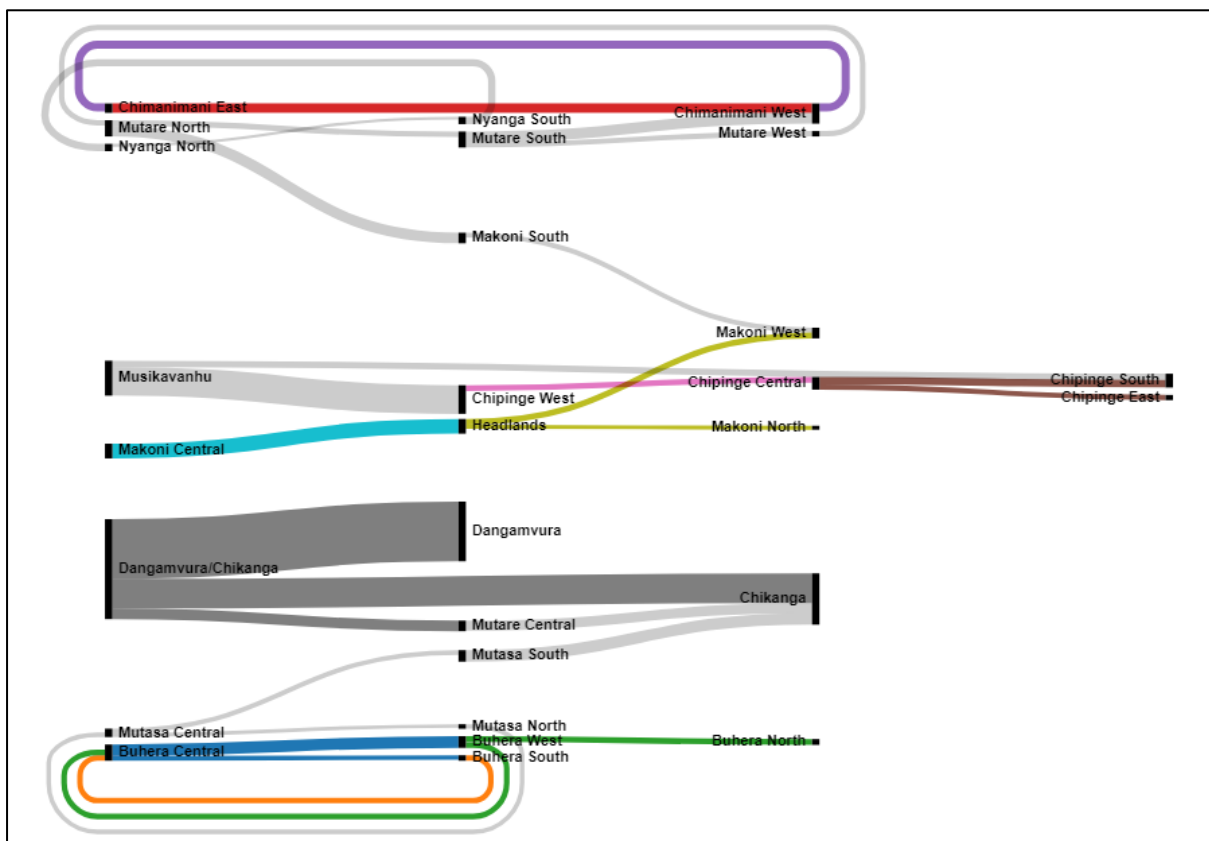 Chimanimani East
Mutare North
Nyanga North
Nyanga South
Mutare South
Chimanimani West
Mutare West
Makoni South
Makoni West
Musikavanhu
Chipinge West
Chipinge Central
Chipinge South
Chipinge East
Makoni Central
Headlands
Makoni North
Dangamvura
Dangamvura/Chikanga
Chikanga
Mutare Central
Mutasa South
Mutasa Central
Mutasa North
Buhera Central
Buhera West
Buhera North
Buhera South